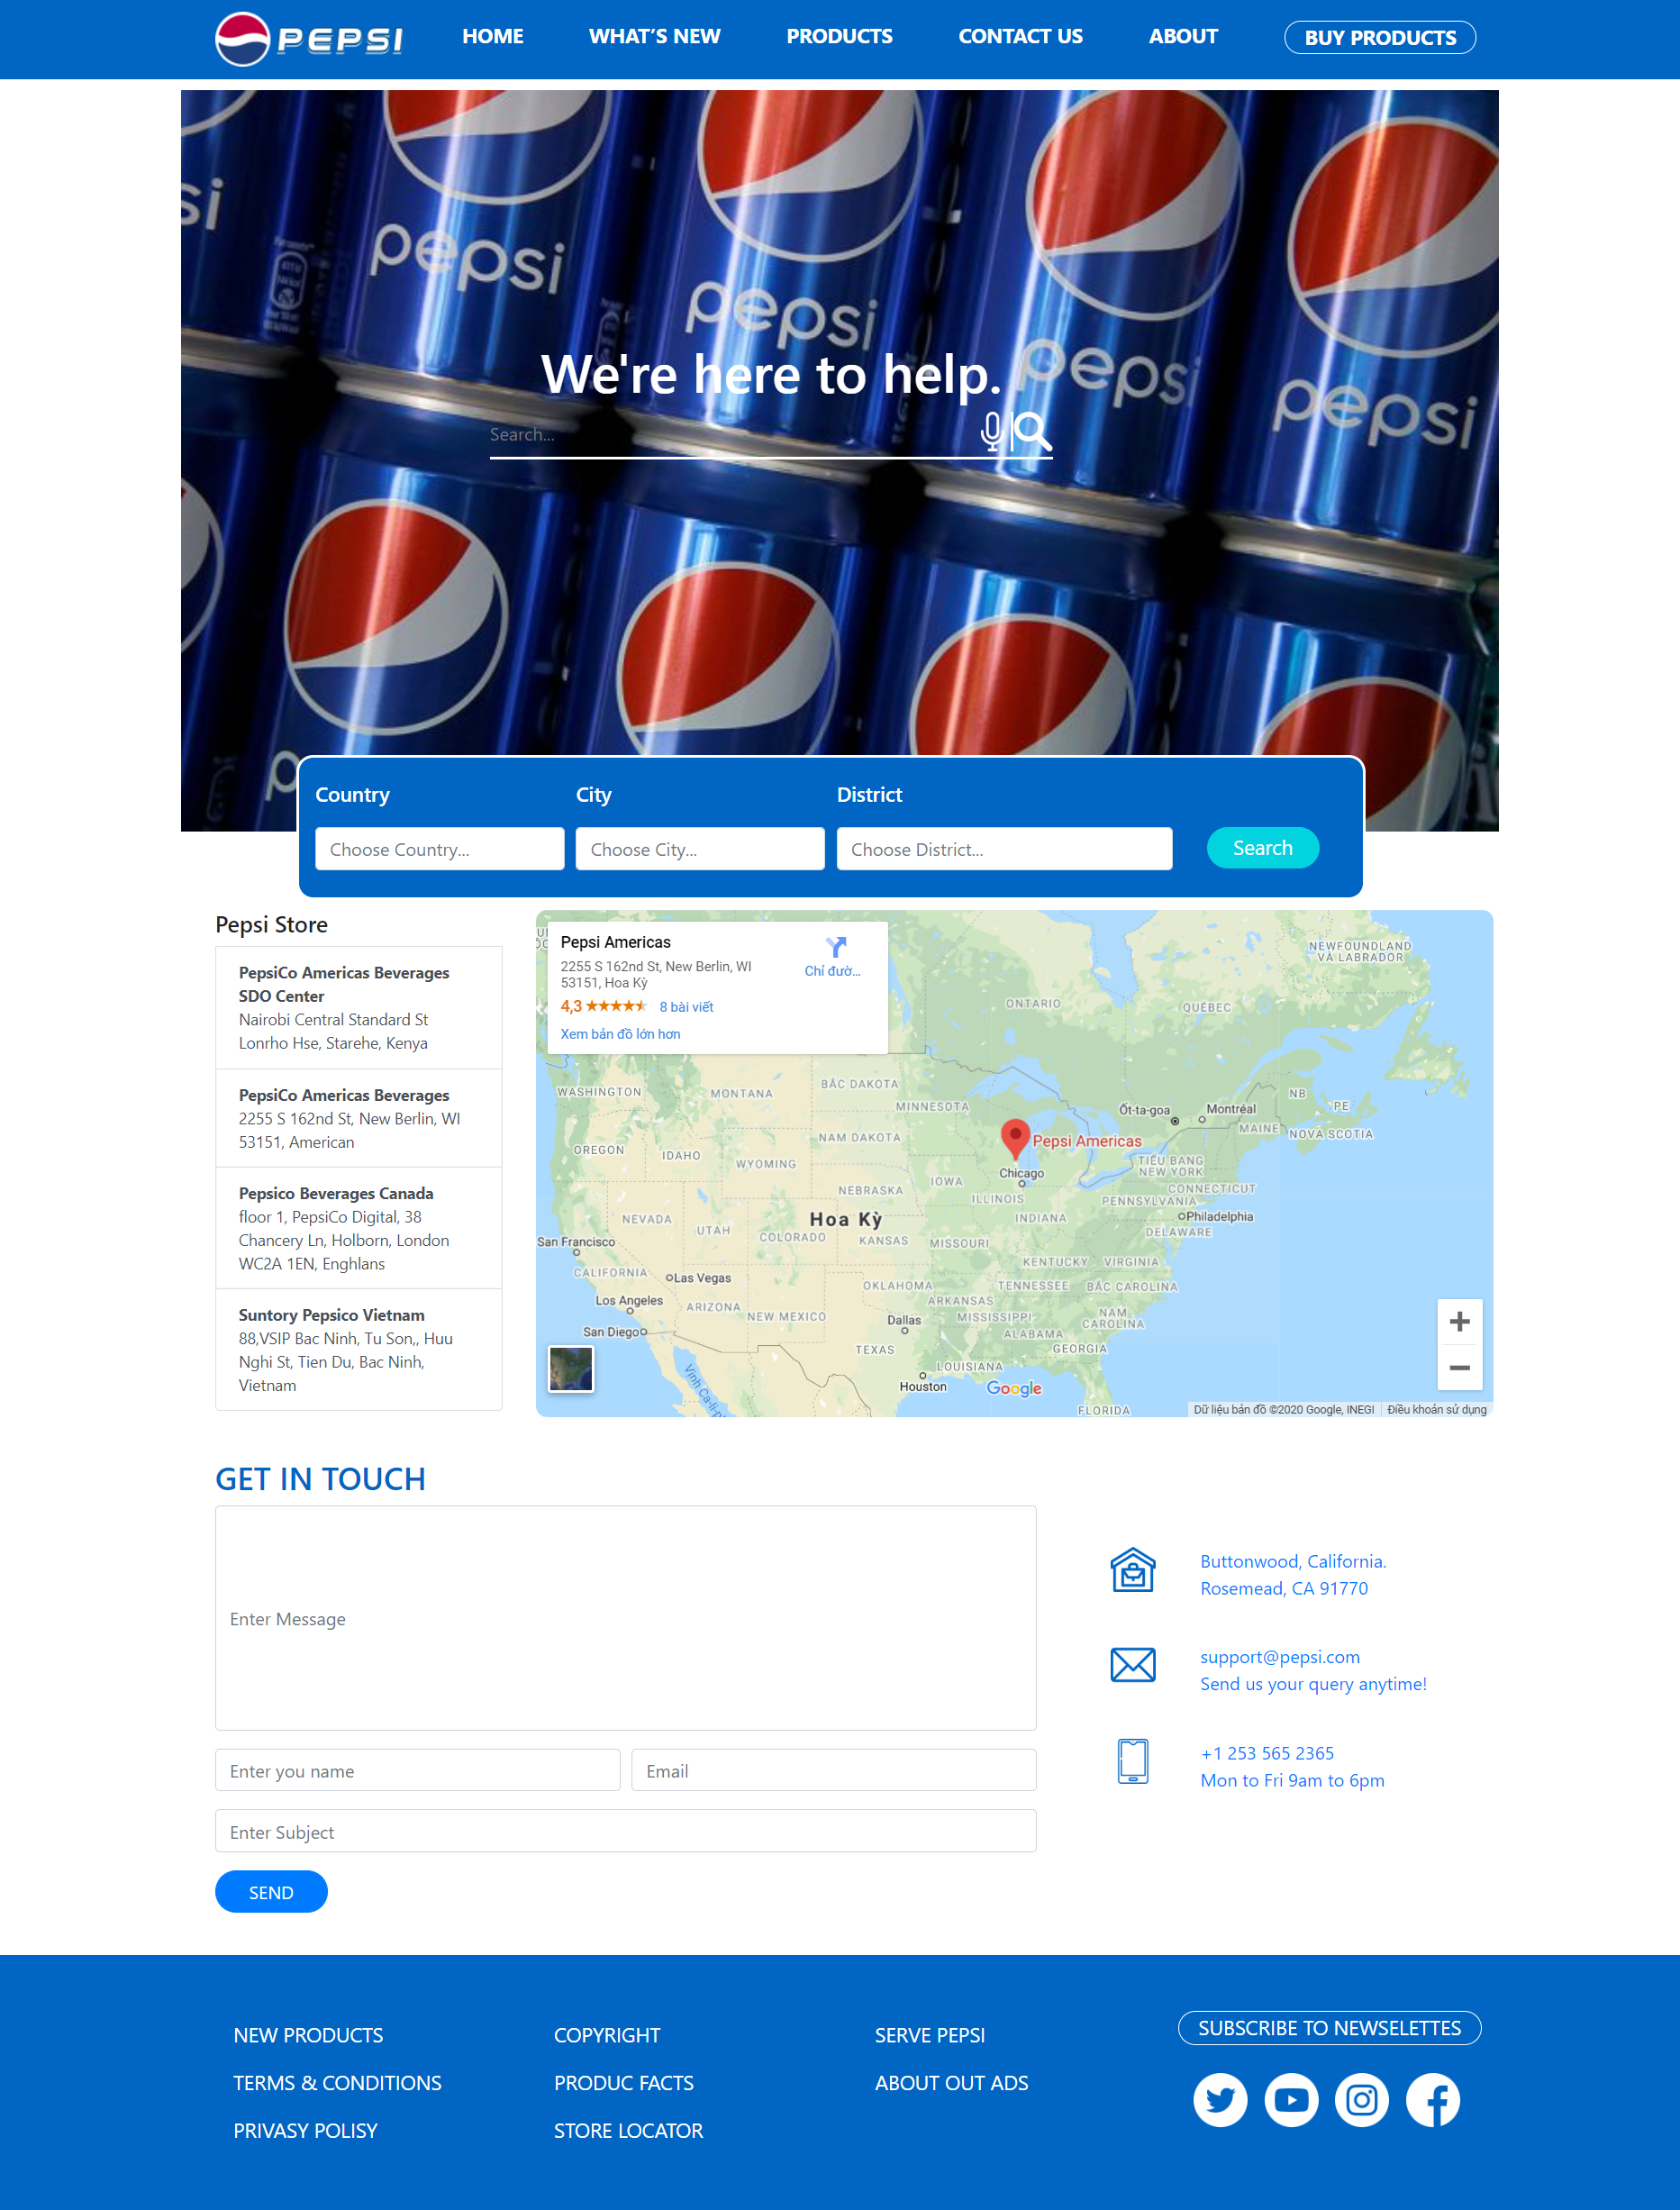 PEPSI
HOME
WHAT'S NEW
PRODUCTS
CONTACT US
ABOUT
BUY PRODUCTS
si
pepsi
pepsi
pepsi
pepsi
We're here to help.
Search...
p
Country
City
District
Choose Country...
Choose City...
Choose District...
Search
Pepsi Store
PepsiCo Americas Beverages
SDO Center
Nairobi Central Standard St
Lonrho Hse, Starehe, Kenya
PepsiCo Americas Beverages
2255 S 162nd St, New Berlin, WI
53151, American
Pepsico Beverages Canada
floor 1, PepsiCo Digital, 38
Chancery Ln, Holborn, London
WC2A 1EN, Enghlans
Suntory Pepsico Vietnam
88,VSIP Bac Ninh, Tu Son,, Huu
Nghi St, Tien Du, Bac Ninh,
Vietnam
Pepsi Americas
2255 S 162nd St, New Berlin, WI
53151, Hoa Kỳ
4,3 8 bài viết
Xem bản đồ lớn hơn
Chỉ đườ...
NEWFOUNDLAND
VÀ LABRADOR
ONTARIO
QUÉBEC
WASHINGTON
MONTANA
BẮC DAKOTA
MINNESOTA
Ốt-ta-goa
Montréal
NB
PE
MAINE
NOVA SCOTIA
OREGON
IDAHO
NAM DAKOTA
Pepsi Americas
WYOMING
Chicago
TIỂU BANG
NEW YORK
NEBRASKA
IOWA
ILLINOIS
CONNECTICUT
PENNSYLVANIA
NEVADA
UTAH
Hoa Kỳ
INDIANA
Philadelphia
COLORADO
KANSAS
MISSOURI
DELAWARE
San Francisco
KENTUCKY
VIRGINIA
CALIFORNIA
Las Vegas
OKLAHOMA
TENNESSEE
BẮC CAROLINA
Los Angeles
ARIZONA
NEW MEXICO
ARKANSAS
MISSISSIPPI
NAM
CAROLINA
San Diego
Dallas
ALABAMA
TEXAS
GEORGIA
LOUISIANA
Houston
Google
FLORIDA
Vịnh Ca-li-p
Dữ liệu bản đồ ©2020 Google, INEGI
Điều khoản sử dụng
GET IN TOUCH
Enter Message
Enter you name
Email
Enter Subject
SEND
Buttonwood, California.
Rosemead, CA 91770
support@pepsi.com
Send us your query anytime!
+1 253 565 2365
Mon to Fri 9am to 6pm
NEW PRODUCTS
TERMS & CONDITIONS
PRIVASY POLISY
COPYRIGHT
PRODUC FACTS
STORE LOCATOR
SERVE PEPSI
ABOUT OUT ADS
SUBSCRIBE TO NEWSELETTES